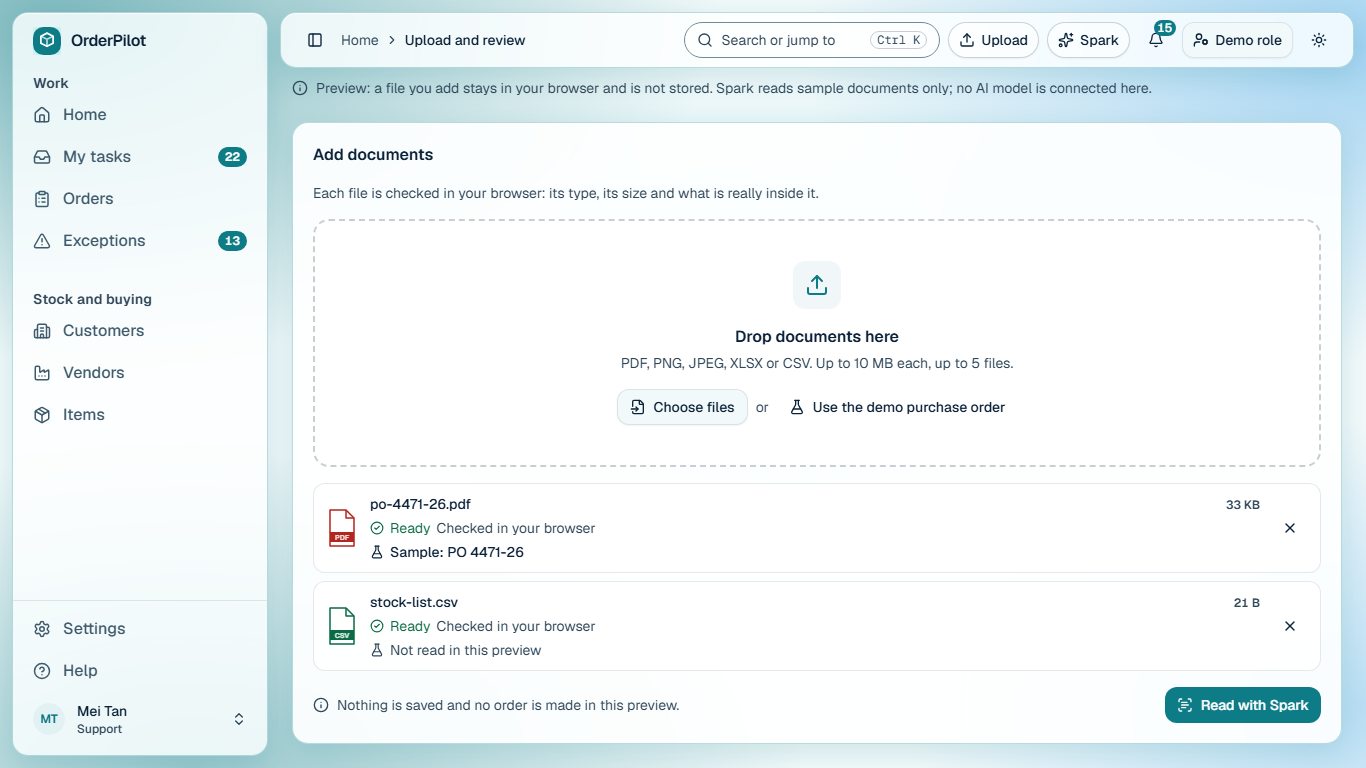 OrderPilot
Work
Home
My tasks 22
Orders
Exceptions 13
Stock and buying
Customers
Vendors
Items
Settings
Help
MT
Mei Tan
Support
Home > Upload and review
Search or jump to Ctrl K
Upload
Spark
15
Demo role
Preview: a file you add stays in your browser and is not stored. Spark reads sample documents only; no AI model is connected here.
Add documents
Each file is checked in your browser: its type, its size and what is really inside it.
Drop documents here
PDF, PNG, JPEG, XLSX or CSV. Up to 10 MB each, up to 5 files.
Choose files or Use the demo purchase order
PDF
po-4471-26.pdf 33 KB
Ready Checked in your browser
Sample: PO 4471-26
CSV
stock-list.csv 21 B
Ready Checked in your browser
Not read in this preview
Nothing is saved and no order is made in this preview.
Read with Spark